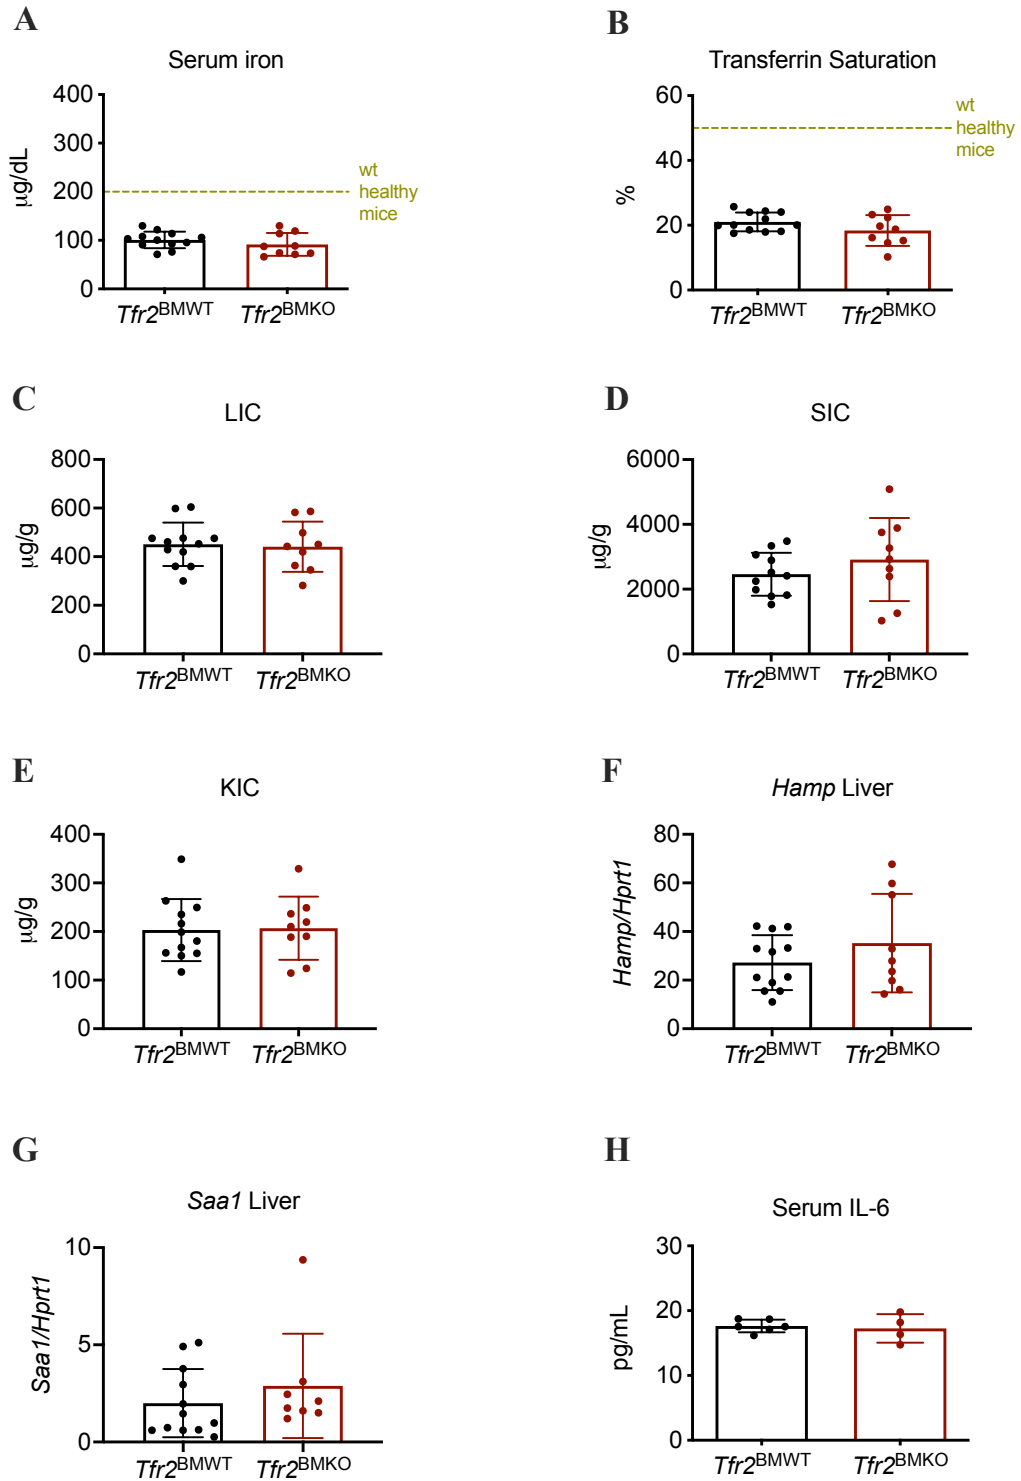 A
Serum iron
400
300
200
100
0
µg/dL
wt
healthy
mice
Tfr2BMWT
Tfr2BMKO
B
Transferrin Saturation
60
40
20
0
%
wt
healthy
mice
Tfr2BMWT
Tfr2BMKO
C
LIC
800
600
400
200
0
µg/g
Tfr2BMWT
Tfr2BMKO
D
SIC
6000
4000
2000
0
µg/g
Tfr2BMWT
Tfr2BMKO
E
KIC
400
300
200
100
0
µg/g
Tfr2BMWT
Tfr2BMKO
F
Hamp Liver
80
60
40
20
0
Hamp/Hprt1
Tfr2BMWT
Tfr2BMKO
G
Saa1 Liver
10
5
0
Saa1/Hprt1
Tfr2BMWT
Tfr2BMKO
H
Serum IL-6
30
20
10
0
pg/mL
Tfr2BMWT
Tfr2BMKO